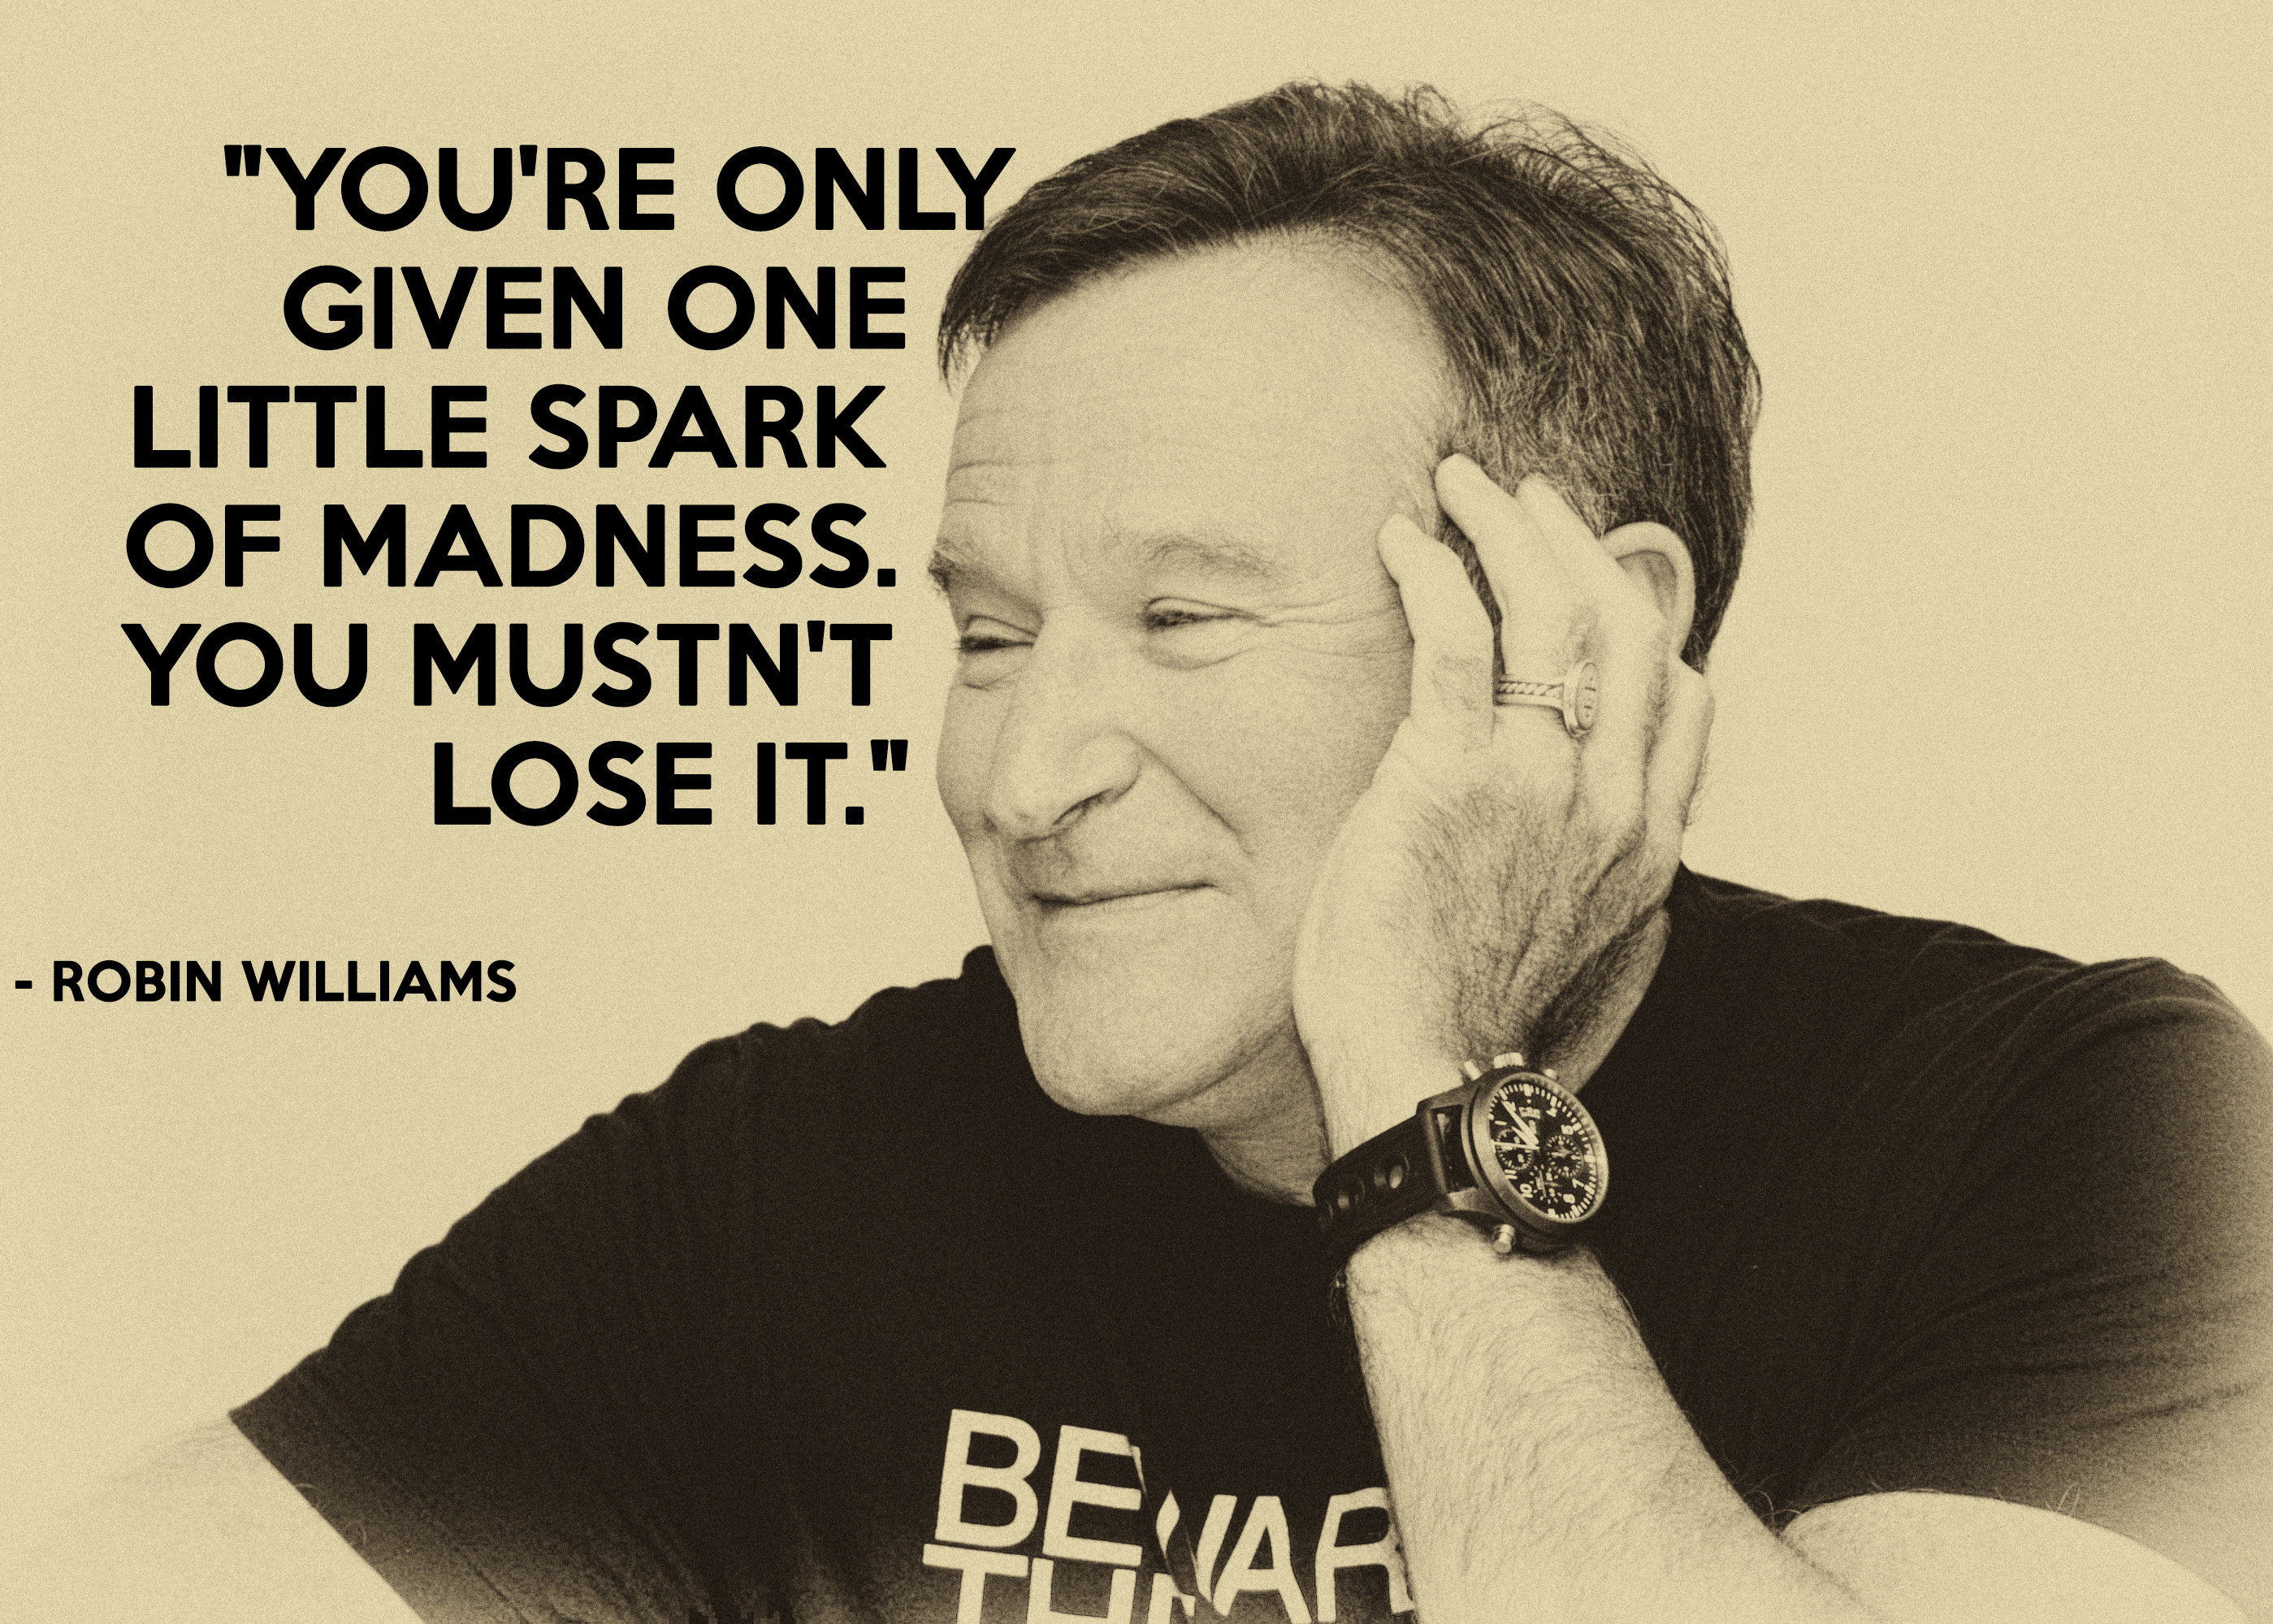 "YOU'RE ONLY
GIVEN ONE
LITTLE SPARK
OF MADNESS.
YOU MUSTN'T
LOSE IT."
- ROBIN WILLIAMS